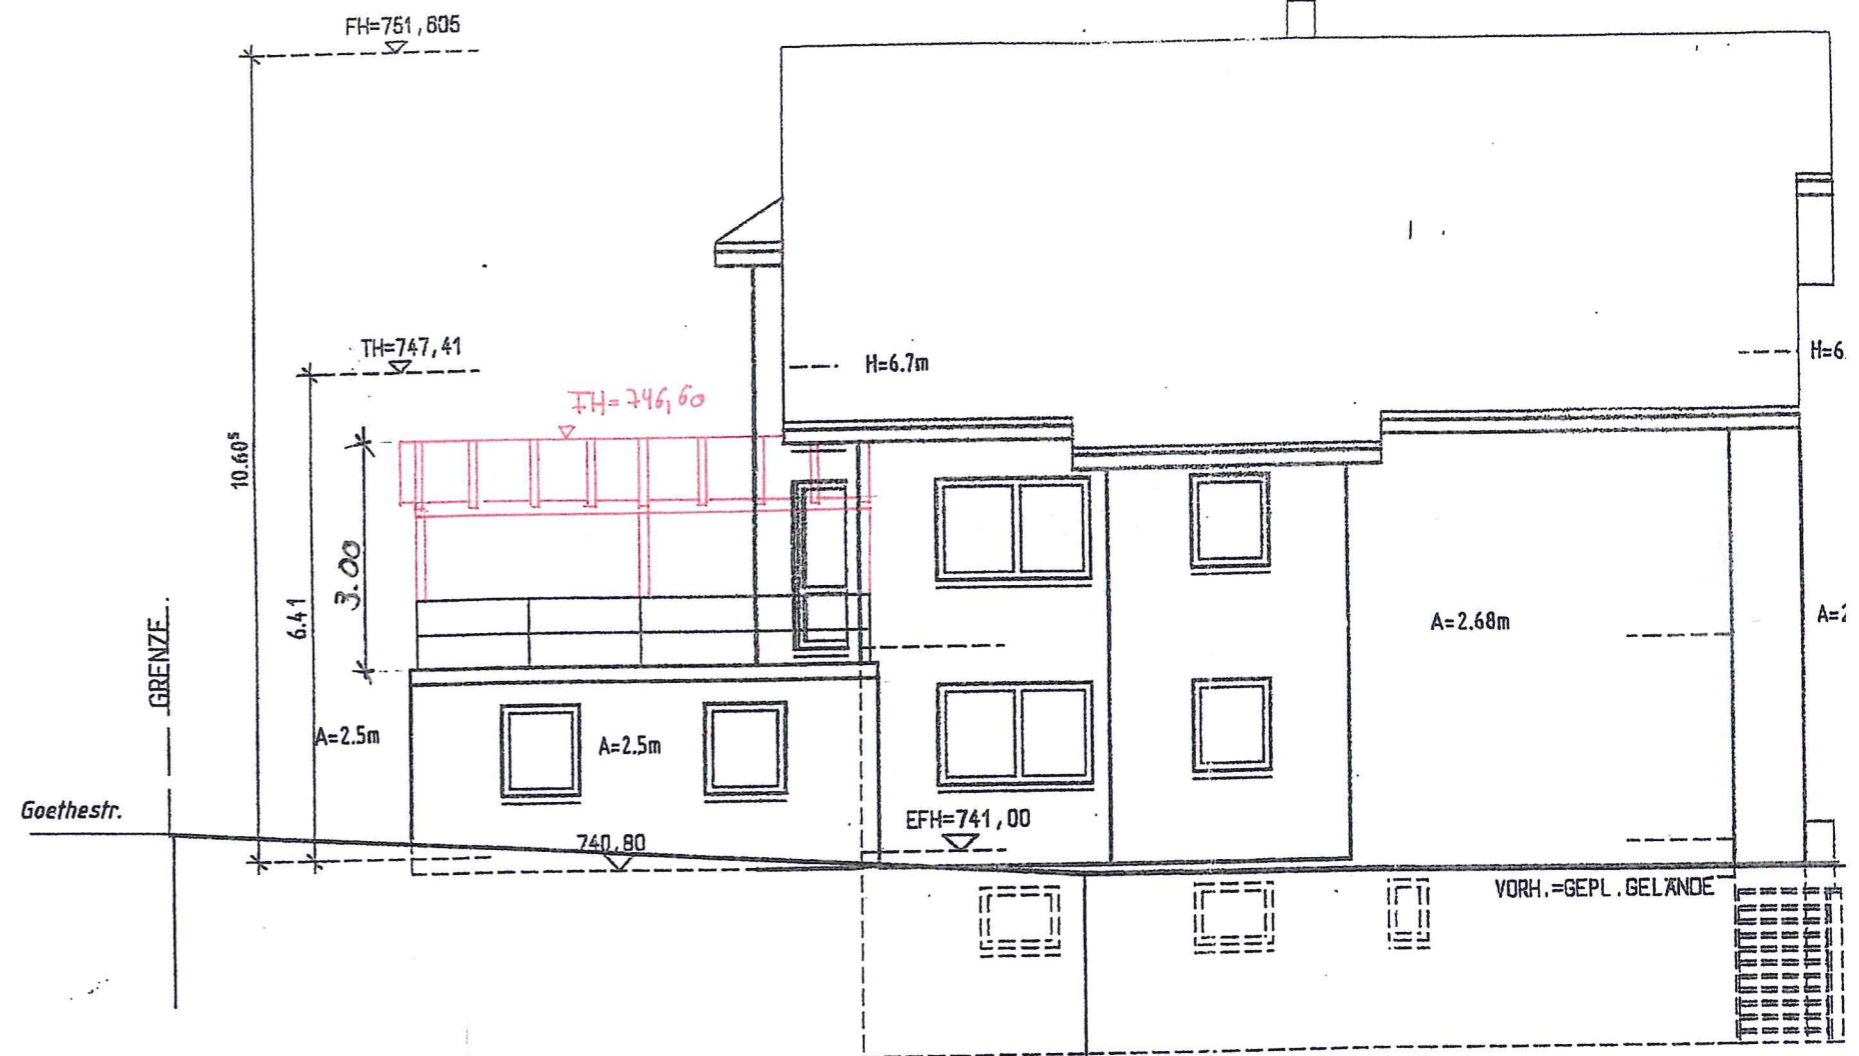 FH=751,605
TH=747,41
H=6.7m
H=6.
FH=746,60
10.60⁵
6.41
3.00
GRENZE
A=2.68m
A=2
A=2.5m
A=2.5m
Goethestr.
740,80
EFH=741,00
VORH.=GEPL.GELÄNDE